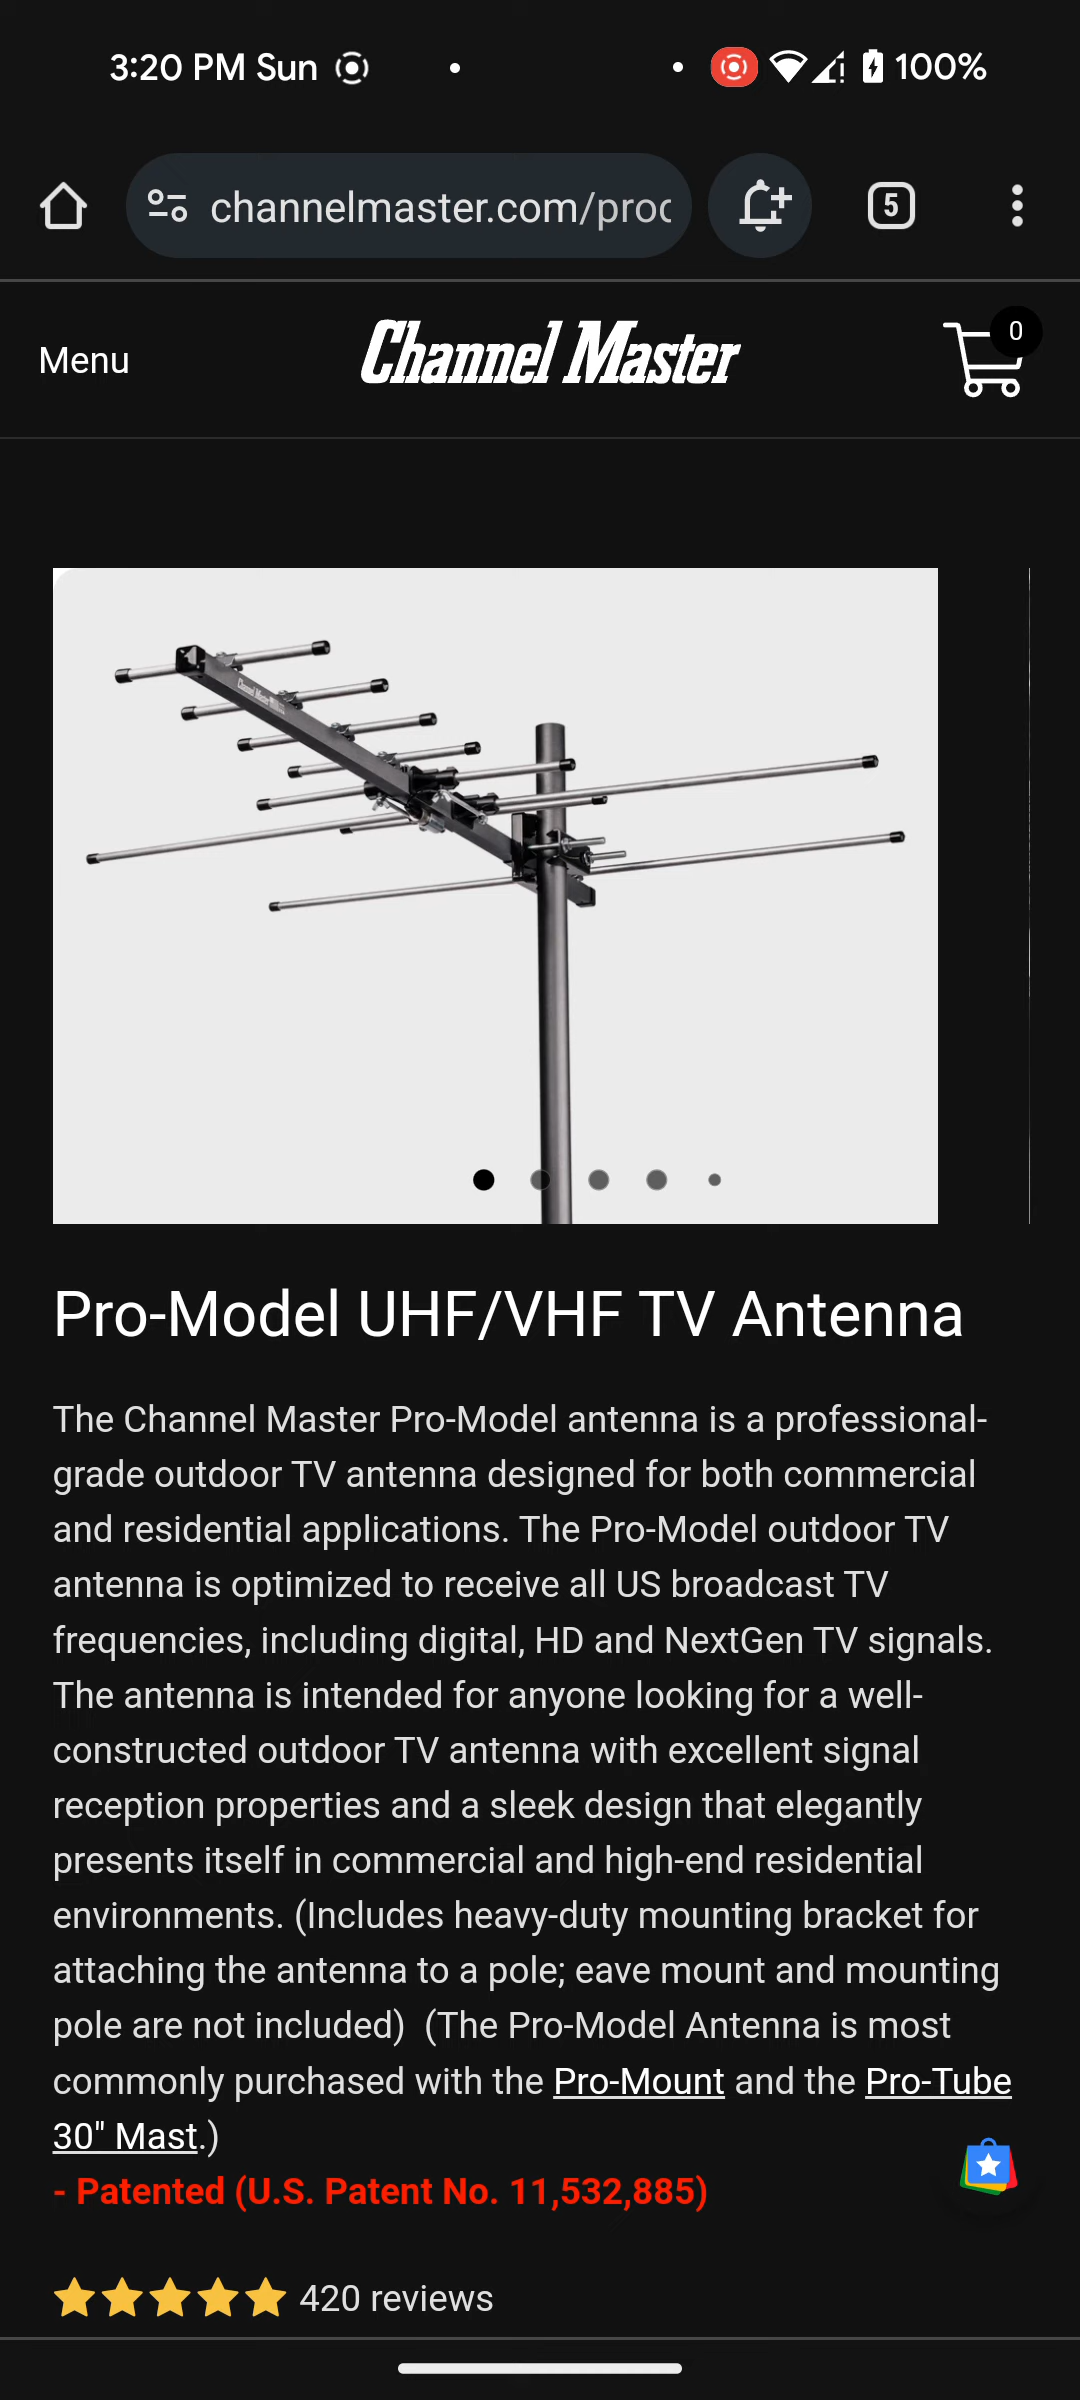 3:20 PM Sun
100%
channelmaster.com/prod
5
Menu
Channel Master
0
Channel Master
Pro-Model UHF/VHF TV Antenna
The Channel Master Pro-Model antenna is a professional-
grade outdoor TV antenna designed for both commercial
and residential applications. The Pro-Model outdoor TV
antenna is optimized to receive all US broadcast TV
frequencies, including digital, HD and NextGen TV signals.
The antenna is intended for anyone looking for a well-
constructed outdoor TV antenna with excellent signal
reception properties and a sleek design that elegantly
presents itself in commercial and high-end residential
environments. (Includes heavy-duty mounting bracket for
attaching the antenna to a pole; eave mount and mounting
pole are not included)  (The Pro-Model Antenna is most
commonly purchased with the Pro-Mount and the Pro-Tube
30" Mast.)
- Patented (U.S. Patent No. 11,532,885)
420 reviews